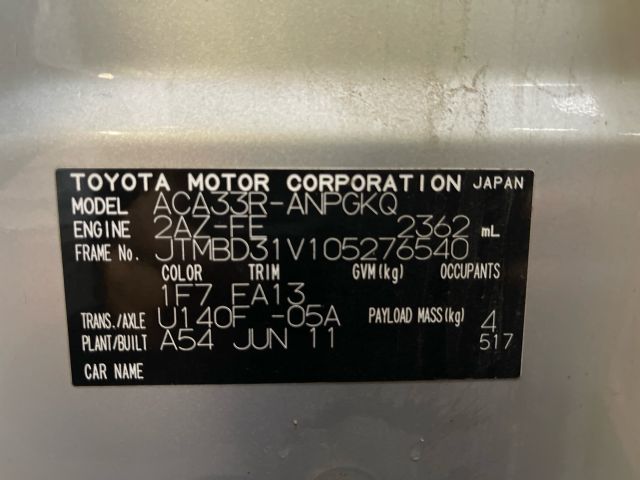 TOYOTA MOTOR CORPORATION JAPAN
MODEL ACA33R-ANPGKQ
ENGINE 2AZ-FE 2362 mL
FRAME No. JTMBD31V105276540
COLOR TRIM GVM(kg) OCCUPANTS
1F7 EA13
TRANS./AXLE U140F -05A PAYLOAD MASS(kg) 4
PLANT/BUILT A54 JUN 11 517
CAR NAME